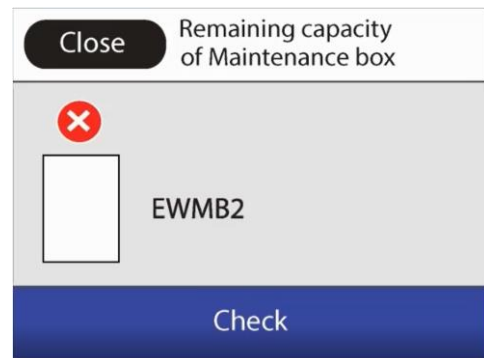 Close
Remaining capacity
of Maintenance box
EWMB2
Check